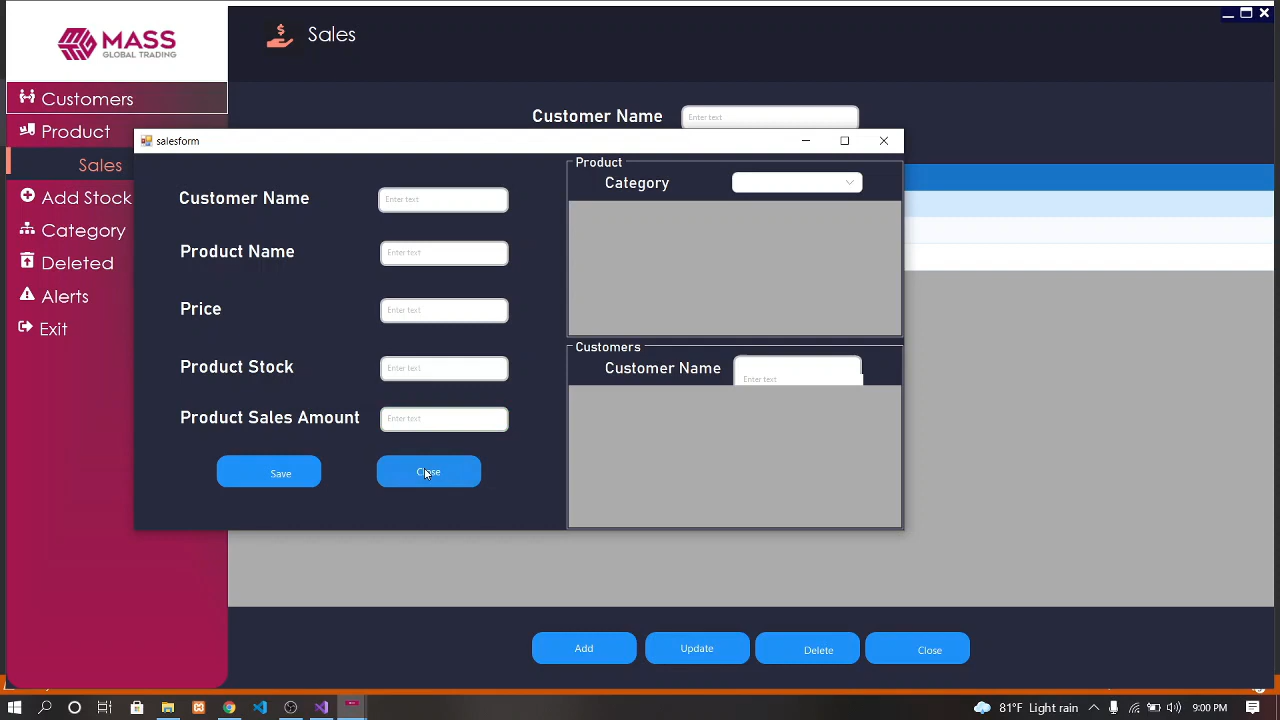 MASS
GLOBAL TRADING
Sales
Customers
Product
Sales
Add Stock
Category
Deleted
Alerts
Exit
Customer Name
Enter text
salesform
Customer Name
Enter text
Product Name
Enter text
Price
Enter text
Product Stock
Enter text
Product Sales Amount
Enter text
Save
Close
Product
Category
Customers
Customer Name
Enter text
Add
Update
Delete
Close
81°F Light rain
9:00 PM